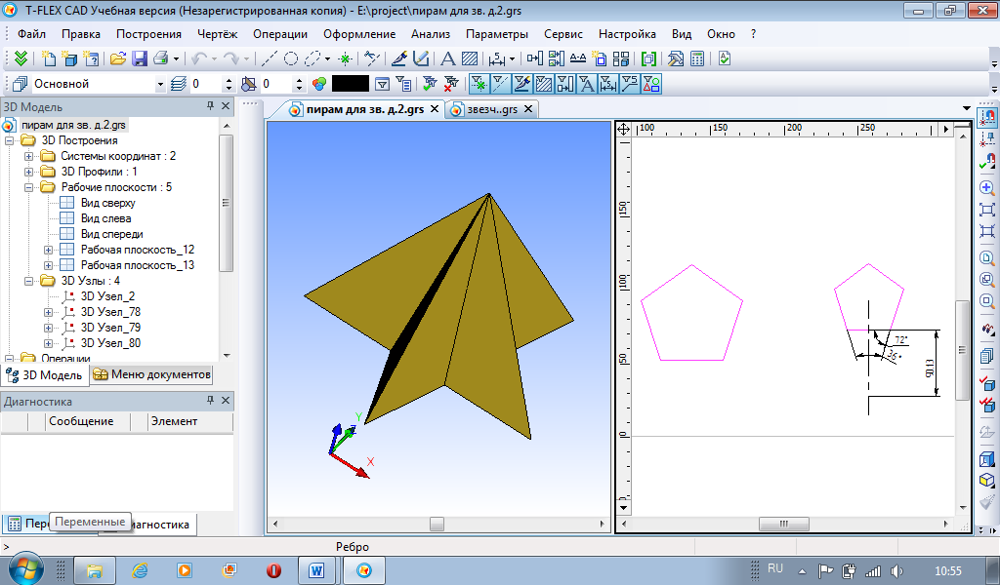 T-FLEX CAD Учебная версия (Незарегистрированная копия) - E:\project\пирам для зв. д.2.grs
Файл Правка Построения Чертёж Операции Оформление Анализ Параметры Сервис Настройка Вид Окно ?
Основной 0 0
3D Модель
пирам для зв. д.2.grs
звезч..grs
пирам для зв. д.2.grs
3D Построения
Системы координат : 2
3D Профили : 1
Рабочие плоскости : 5
Вид сверху
Вид слева
Вид спереди
Рабочая плоскость_12
Рабочая плоскость_13
3D Узлы : 4
3D Узел_2
3D Узел_78
3D Узел_79
3D Узел_80
Операции
3D Модель Меню документов
Диагностика
Сообщение Элемент
Переменные
иагностика
X Y Z
100 150 200 250
150
100
50
0
72°
36°
Ребро
>
RU 10:55